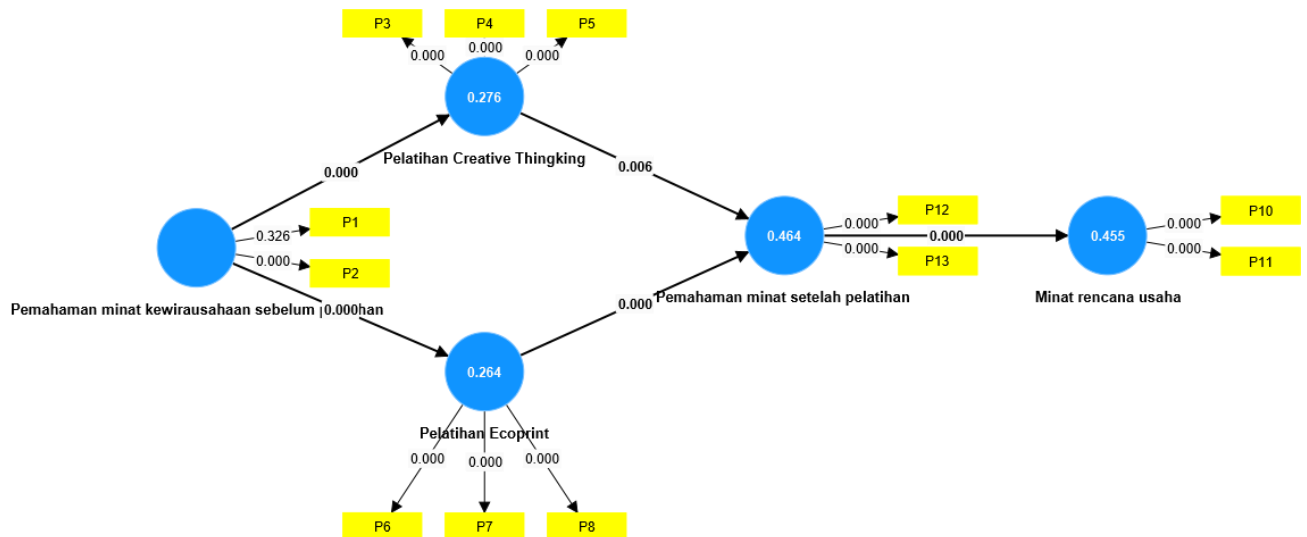 P3
P4
P5
0.000
0.000
0.000
0.276
Pelatihan Creative Thingking
0.000
0.006
P1
0.326
0.000
P2
Pemahaman minat kewirausahaan sebelum
0.000
han
P12
0.000
0.464
0.000
P13
0.000
Pemahaman minat setelah pelatihan
P10
0.000
0.455
0.000
P11
Minat rencana usaha
0.000
0.264
Pelatihan Ecoprint
0.000
0.000
0.000
P6
P7
P8